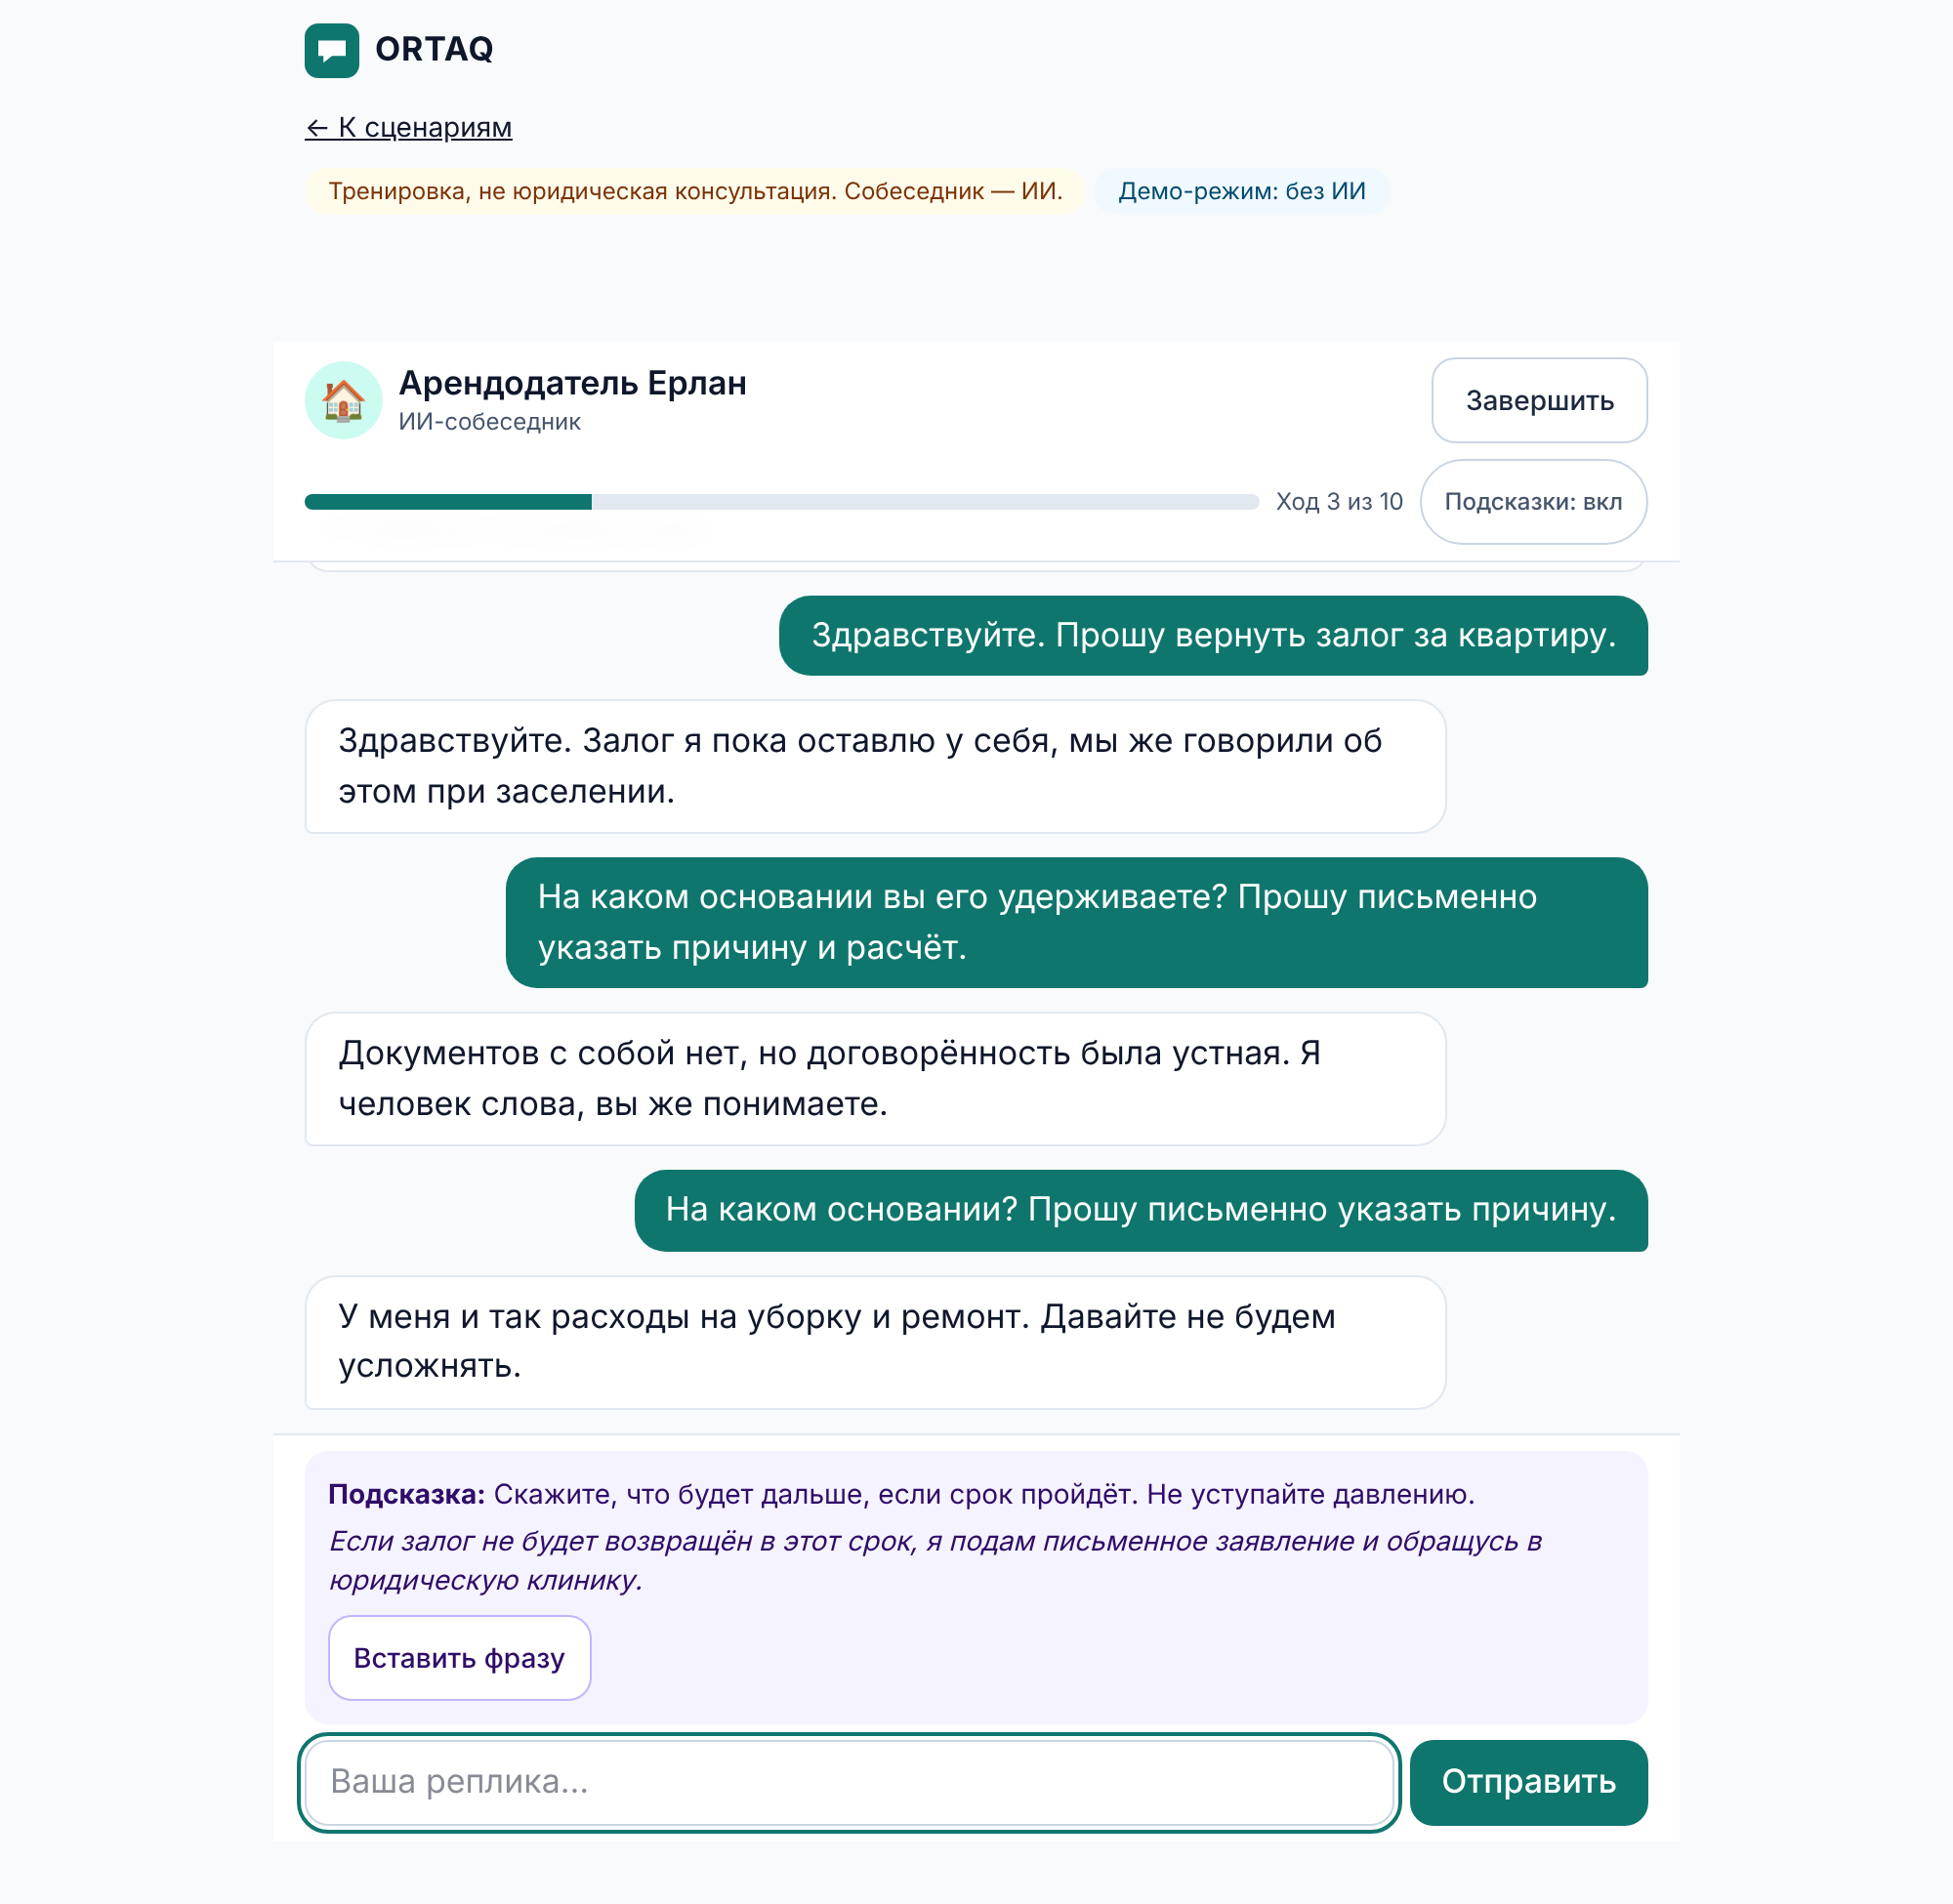 ORTAQ
← К сценариям
Тренировка, не юридическая консультация. Собеседник — ИИ.
Демо-режим: без ИИ
Арендодатель Ерлан
ИИ-собеседник
Завершить
Ход 3 из 10
Подсказки: вкл
Здравствуйте. Прошу вернуть залог за квартиру.
Здравствуйте. Залог я пока оставлю у себя, мы же говорили об
этом при заселении.
На каком основании вы его удерживаете? Прошу письменно
указать причину и расчёт.
Документов с собой нет, но договорённость была устная. Я
человек слова, вы же понимаете.
На каком основании? Прошу письменно указать причину.
У меня и так расходы на уборку и ремонт. Давайте не будем
усложнять.
Подсказка: Скажите, что будет дальше, если срок пройдёт. Не уступайте давлению.
Если залог не будет возвращён в этот срок, я подам письменное заявление и обращусь в
юридическую клинику.
Вставить фразу
Ваша реплика...
Отправить